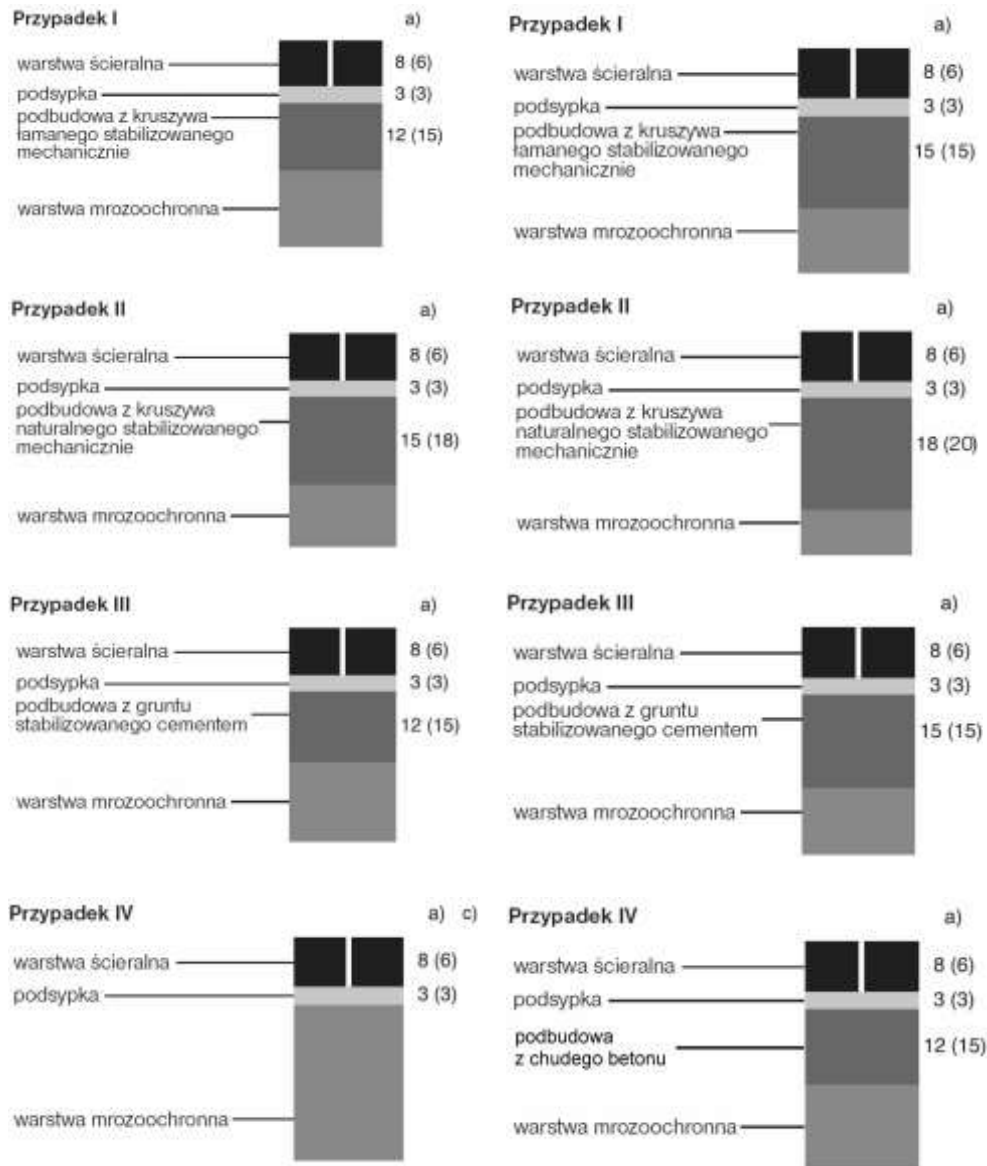 Przypadek I a)
warstwa ścieralna 8 (6)
podsypka 3 (3)
podbudowa z kruszywa
łamanego stabilizowanego 12 (15)
mechanicznie
warstwa mrozoochronna
Przypadek II a)
warstwa ścieralna 8 (6)
podsypka 3 (3)
podbudowa z kruszywa
naturalnego stabilizowanego
mechanicznie 15 (18)
warstwa mrozoochronna
Przypadek III a)
warstwa ścieralna 8 (6)
podsypka 3 (3)
podbudowa z gruntu
stabilizowanego cementem 12 (15)
warstwa mrozoochronna
Przypadek IV a) c)
warstwa ścieralna 8 (6)
podsypka 3 (3)
warstwa mrozoochronna
Przypadek I a)
warstwa ścieralna 8 (6)
podsypka 3 (3)
podbudowa z kruszywa
łamanego stabilizowanego 15 (15)
mechanicznie
warstwa mrozoochronna
Przypadek II a)
warstwa ścieralna 8 (6)
podsypka 3 (3)
podbudowa z kruszywa
naturalnego stabilizowanego
mechanicznie 18 (20)
warstwa mrozoochronna
Przypadek III a)
warstwa ścieralna 8 (6)
podsypka 3 (3)
podbudowa z gruntu
stabilizowanego cementem 15 (15)
warstwa mrozoochronna
Przypadek IV a)
warstwa ścieralna 8 (6)
podsypka 3 (3)
podbudowa
z chudego betonu 12 (15)
warstwa mrozoochronna